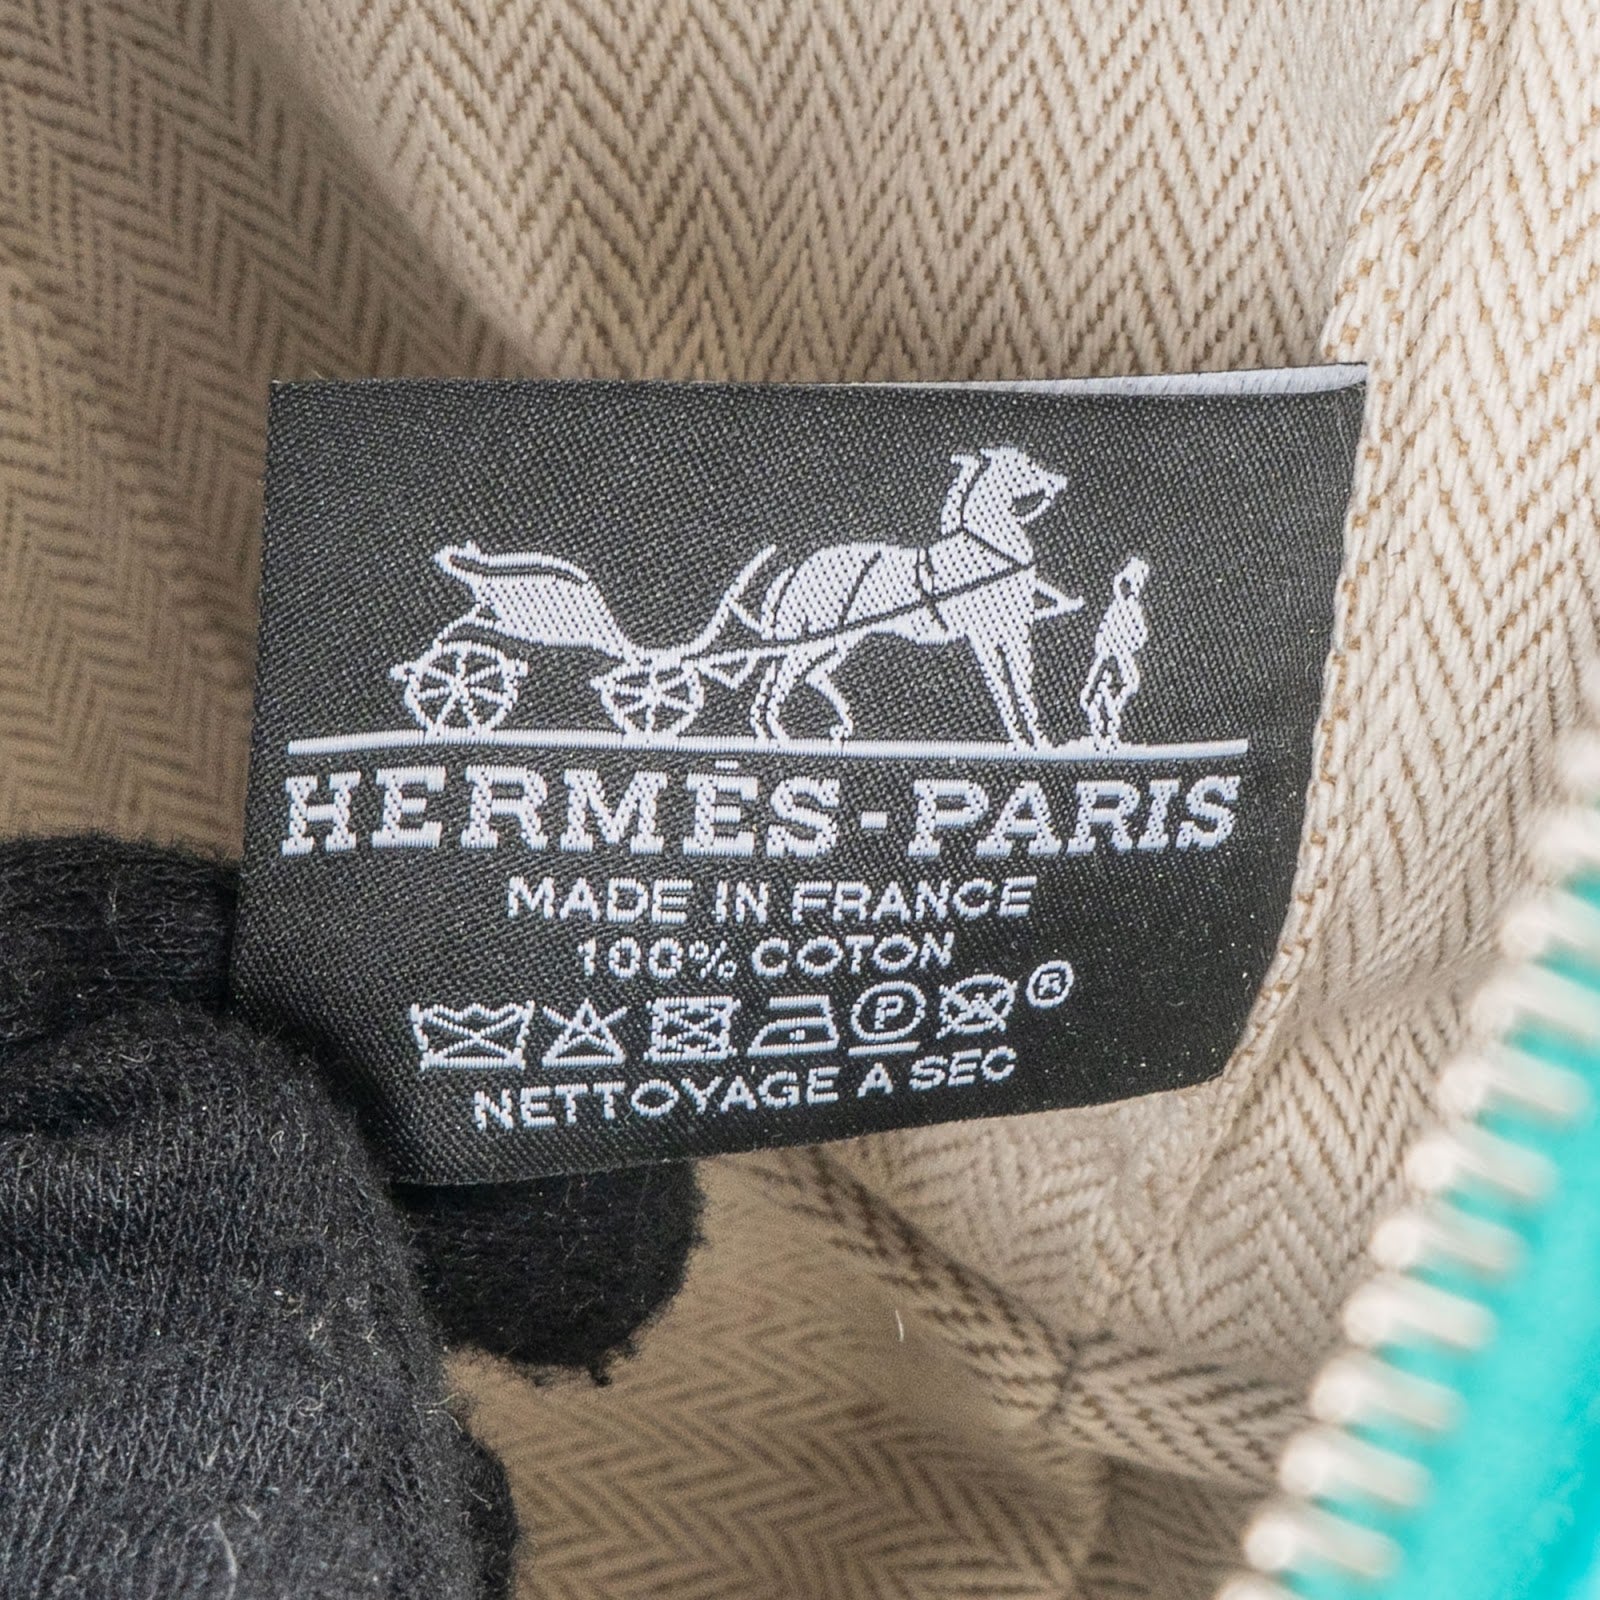 HERMÈS-PARIS
MADE IN FRANCE
100% COTON
P W ®
NETTOYAGE A SEC